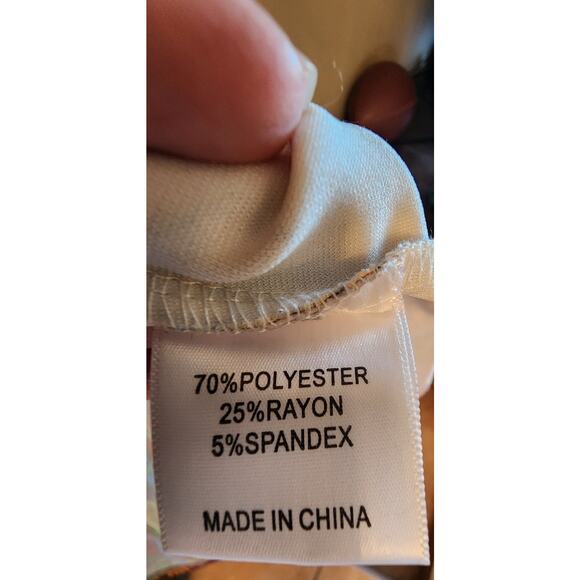 70%POLYESTER
25%RAYON
5%SPANDEX
MADE IN CHINA